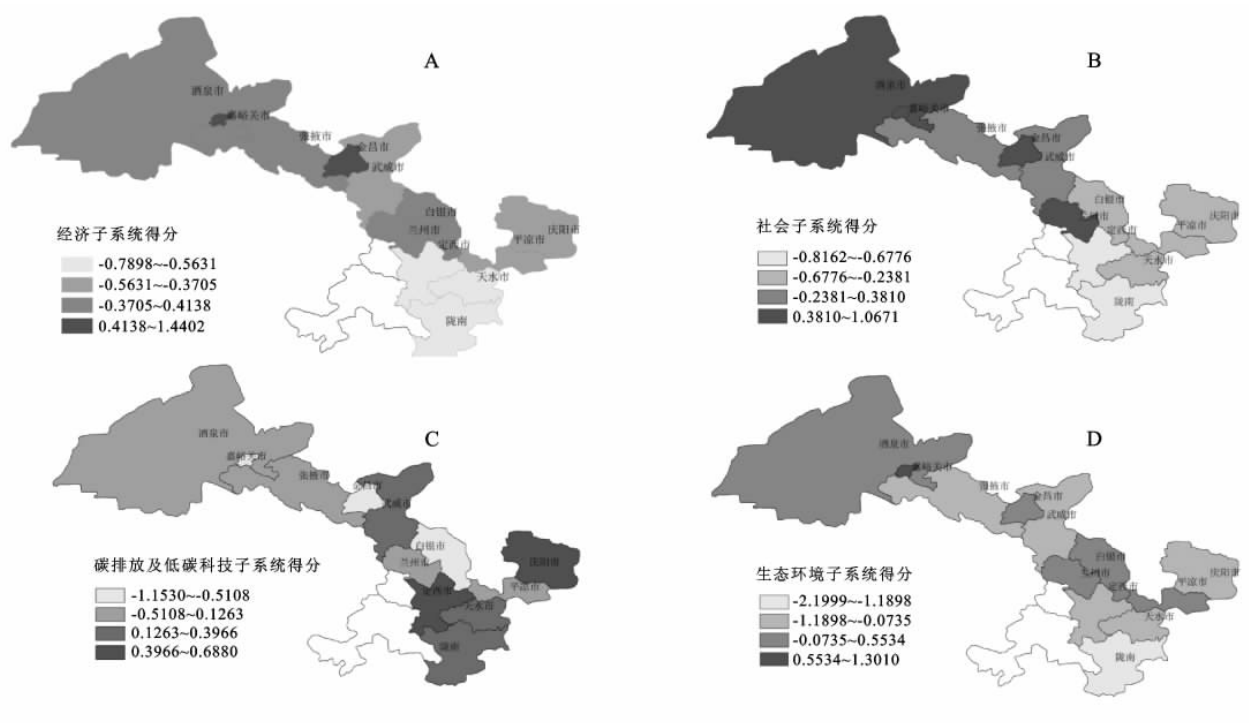 A
酒泉市
嘉峪关市
张掖市
金昌市
武威市
白银市
兰州市
定西市
庆阳市
平凉市
天水市
陇南
经济子系统得分
-0.7898~-0.5631
-0.5631~-0.3705
-0.3705~0.4138
0.4138~1.4402
B
酒泉市
嘉峪关市
张掖市
金昌市
武威市
白银市
兰州市
定西市
庆阳市
平凉市
天水市
陇南
社会子系统得分
-0.8162~-0.6776
-0.6776~-0.2381
-0.2381~0.3810
0.3810~1.0671
C
酒泉市
嘉峪关市
张掖市
金昌市
武威市
白银市
兰州市
定西市
庆阳市
平凉市
天水市
陇南
碳排放及低碳科技子系统得分
-1.1530~-0.5108
-0.5108~0.1263
0.1263~0.3966
0.3966~0.6880
D
酒泉市
嘉峪关市
张掖市
金昌市
武威市
白银市
兰州市
定西市
庆阳市
平凉市
天水市
陇南
生态环境子系统得分
-2.1999~-1.1898
-1.1898~-0.0735
-0.0735~0.5534
0.5534~1.3010